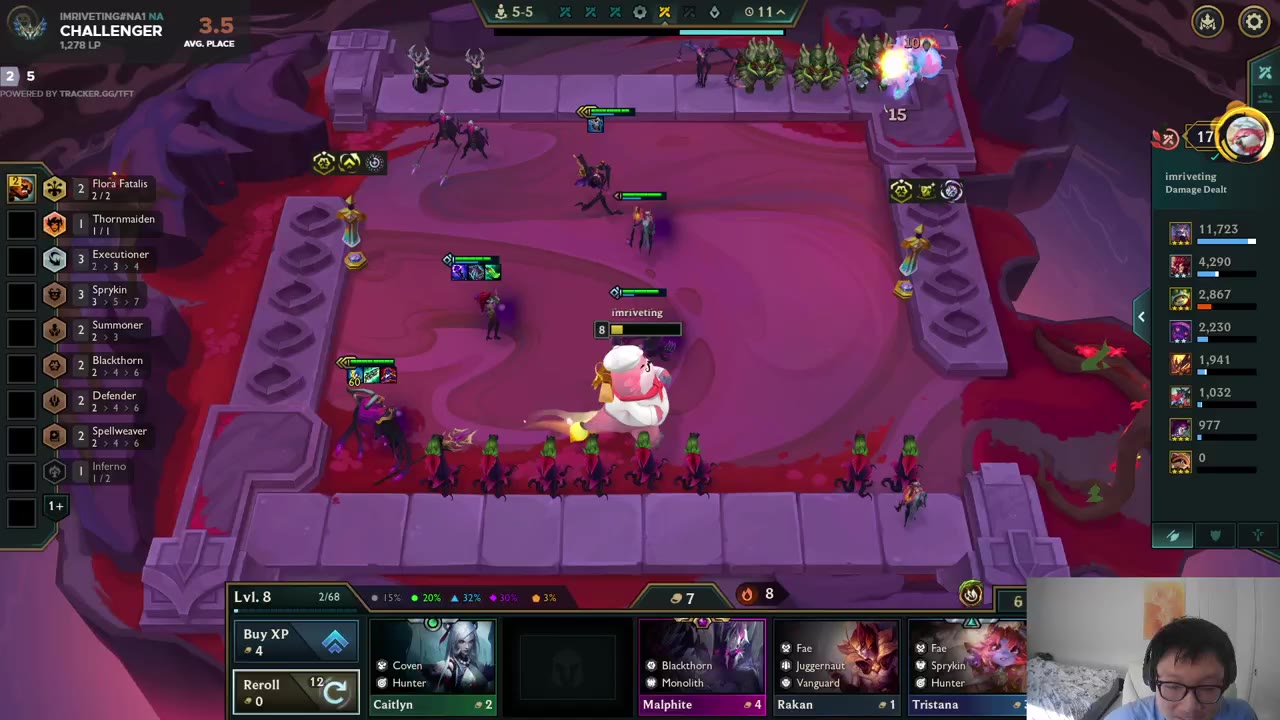 IMRIVETING#NA1 NA
CHALLENGER
1,278 LP
3.5
AVG. PLACE
2 5
POWERED BY TRACKER.GG/TFT
5-5
11
10
15
2 Flora Fatalis
2 / 2
1 Thornmaiden
1 / 1
3 Executioner
2 > 3 > 4
3 Sprykin
3 > 5 > 7
2 Summoner
2 > 3
2 Blackthorn
2 > 4 > 6
2 Defender
2 > 4 > 6
2 Spellweaver
2 > 4 > 6
1 Inferno
1 / 2
1+
imriveting
8
60
17
imriveting
Damage Dealt
11,723
4,290
2,867
2,230
1,941
1,032
977
0
Lvl. 8 2/68
15% 20% 32% 30% 3%
7
8
6
Buy XP
4
Reroll 12
0
Coven
Hunter
Caitlyn 2
Blackthorn
Monolith
Malphite 4
Fae
Juggernaut
Vanguard
Rakan 1
Fae
Sprykin
Hunter
Tristana